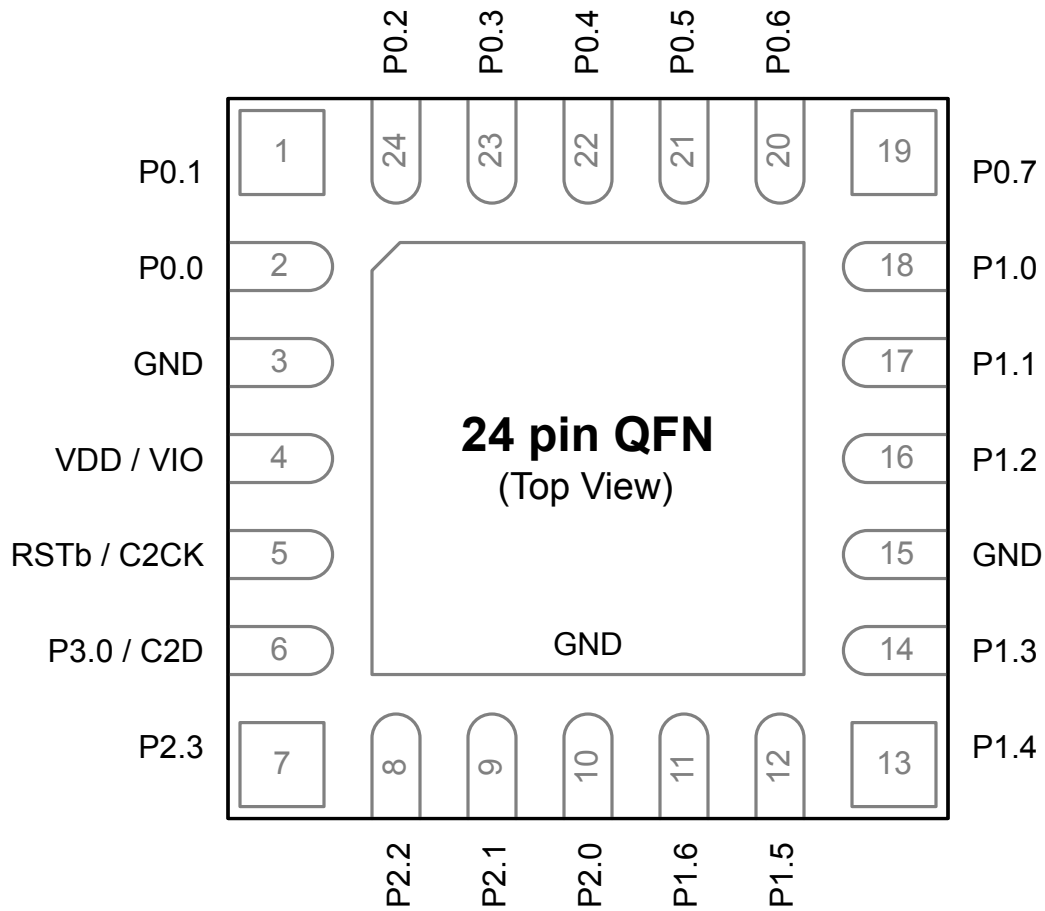 P0.2
P0.3
P0.4
P0.5
P0.6
24
23
22
21
20
P0.1
1
19
P0.7
P0.0
2
18
P1.0
GND
3
17
P1.1
VDD / VIO
4
24 pin QFN
(Top View)
16
P1.2
RSTb / C2CK
5
15
GND
P3.0 / C2D
6
GND
14
P1.3
P2.3
7
13
P1.4
8
9
10
11
12
P2.2
P2.1
P2.0
P1.6
P1.5